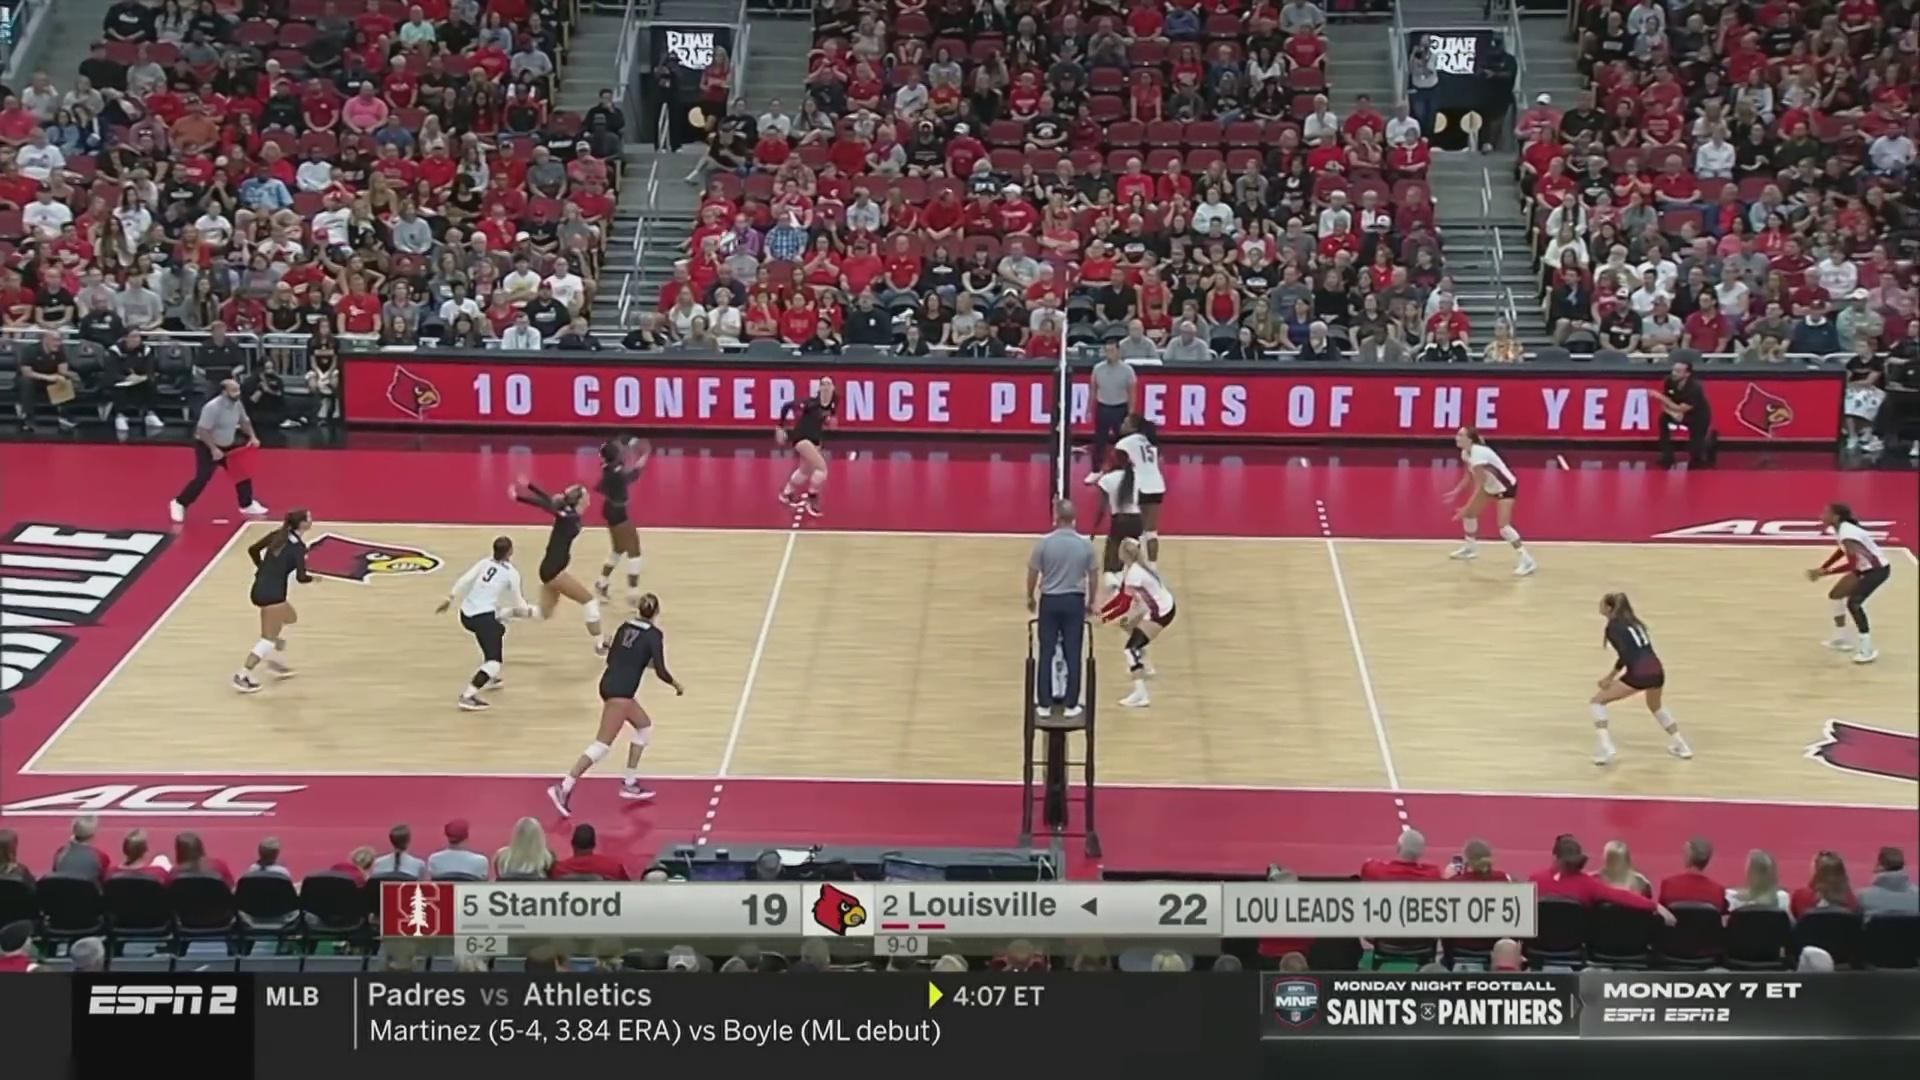 ELIJAH CRAIG
ELIJAH CRAIG
10 CONFERENCE PLAYERS OF THE YEA
15
9
17
11
ACC
ACC
5 Stanford 19
6-2
2 Louisville ◀ 22
9-0
LOU LEADS 1-0 (BEST OF 5)
ESPN 2
MLB
Padres vs Athletics 4:07 ET
Martinez (5-4, 3.84 ERA) vs Boyle (ML debut)
MNF
MONDAY NIGHT FOOTBALL
SAINTS X PANTHERS
MONDAY 7 ET
ESPN ESPN2